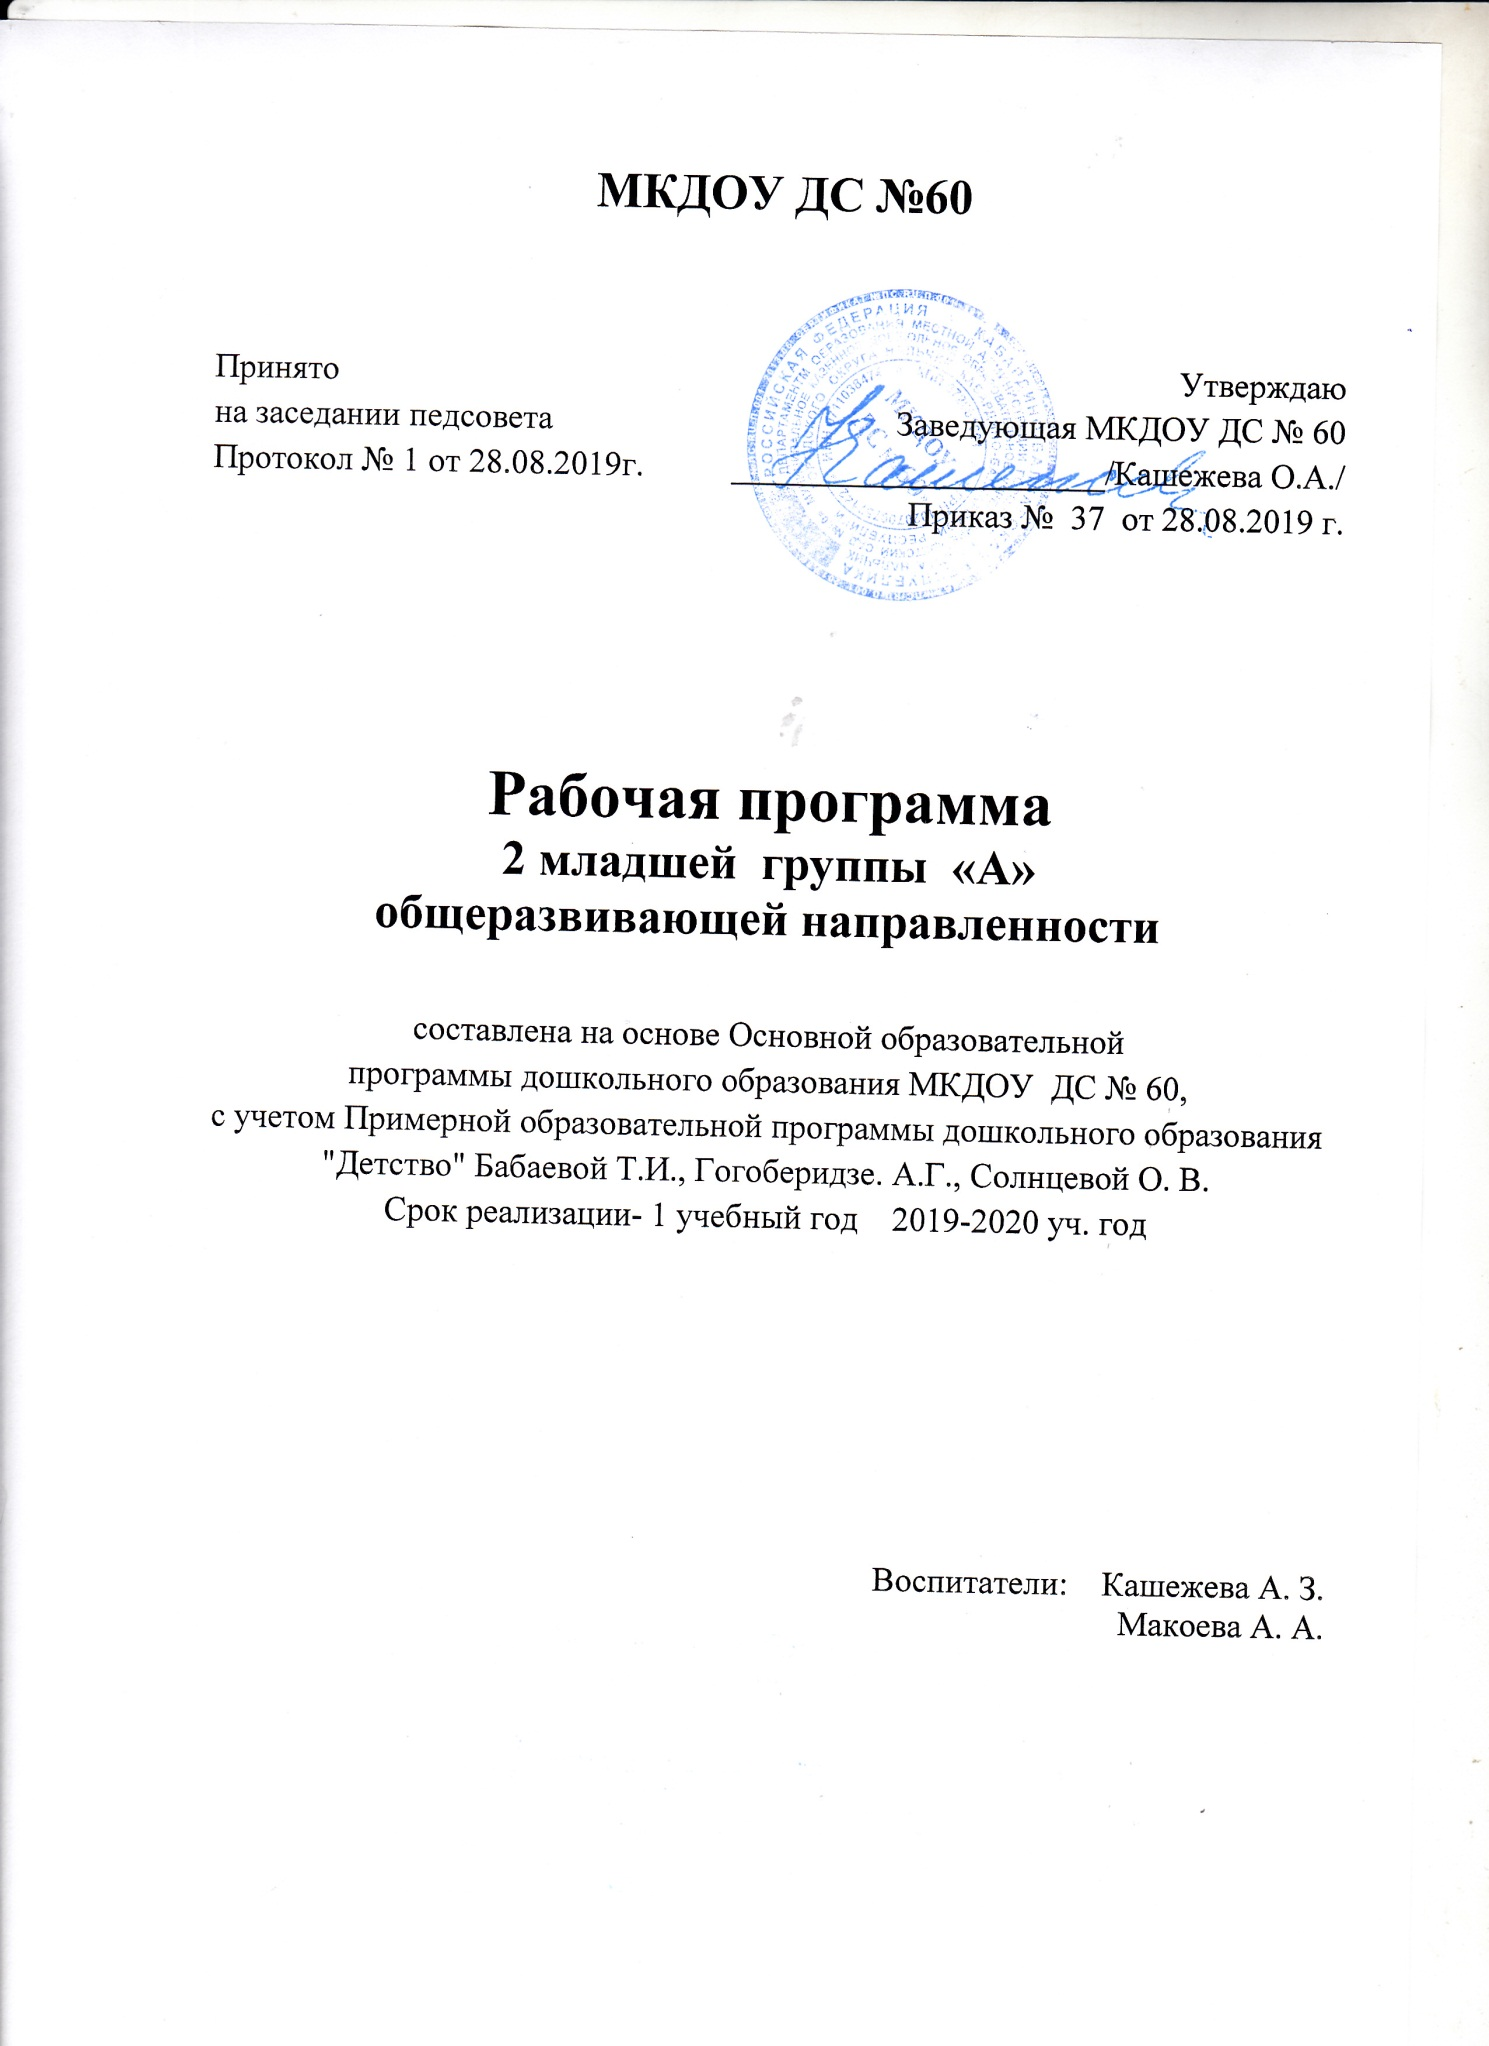 МКДОУ ДС №60
Принято
на заседании педсовета
Протокол № 1 от 28.08.2019г.
Утверждаю
Заведующая МКДОУ ДС № 60
/Кашежева О.А./
Приказ № 37 от 28.08.2019 г.
РОССИЙСКАЯ ФЕДЕРАЦИЯ
МКДОУ
Рабочая программа
2 младшей группы «А»
общеразвивающей направленности
составлена на основе Основной образовательной
программы дошкольного образования МКДОУ ДС № 60,
с учетом Примерной образовательной программы дошкольного образования
"Детство" Бабаевой Т.И., Гогоберидзе. А.Г., Солнцевой О. В.
Срок реализации- 1 учебный год 2019-2020 уч. год
Воспитатели: Кашежева А. З.
Макоева А. А.